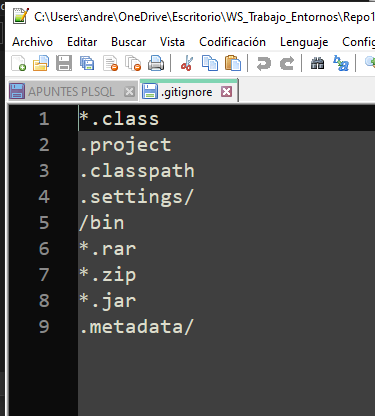 C:\Users\andre\OneDrive\Escritorio\WS_Trabajo_Entornos\Repo1
Archivo Editar Buscar Vista Codificación Lenguaje Config
APUNTES PLSQL .gitignore
1 *.class
2 .project
3 .classpath
4 .settings/
5 /bin
6 *.rar
7 *.zip
8 *.jar
9 .metadata/